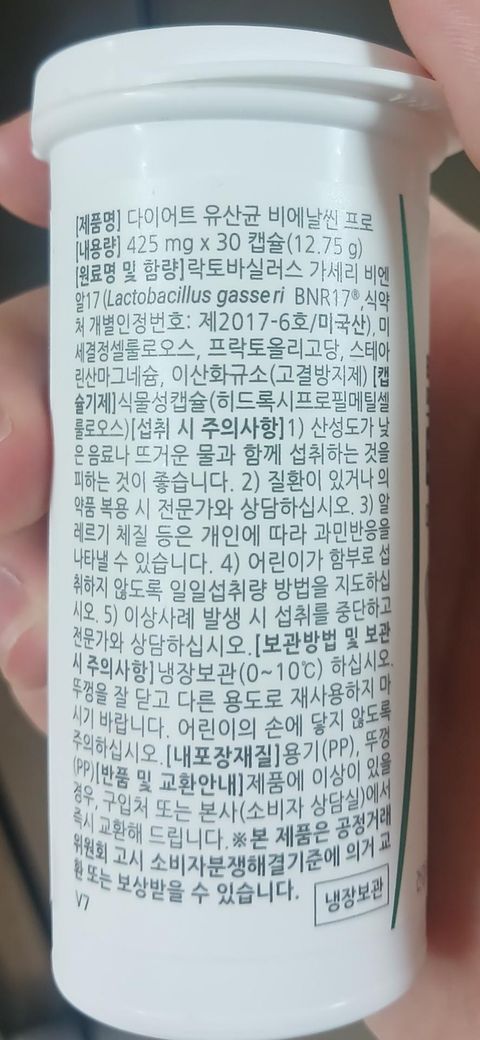 [제품명] 다이어트 유산균 비에날씬 프로
[내용량] 425 mg x 30 캡슐(12.75 g)
[원료명 및 함량]락토바실러스 가세리 비엔
알17(Lactobacillus gasseri BNR17®,식약
처 개별인정번호: 제2017-6호/미국산), 미
세결정셀룰로오스, 프락토올리고당, 스테아
린산마그네슘, 이산화규소(고결방지제) [캡
슐기제]식물성캡슐(히드록시프로필메틸셀
룰로오스)[섭취 시 주의사항]1) 산성도가 낮
은 음료나 뜨거운 물과 함께 섭취하는 것을
피하는 것이 좋습니다. 2) 질환이 있거나 의
약품 복용 시 전문가와 상담하십시오. 3) 알
레르기 체질 등은 개인에 따라 과민반응을
나타낼 수 있습니다. 4) 어린이가 함부로 섭
취하지 않도록 일일섭취량 방법을 지도하십
시오. 5) 이상사례 발생 시 섭취를 중단하고
전문가와 상담하십시오.[보관방법 및 보관
시 주의사항]냉장보관(0~10℃) 하십시오.
뚜껑을 잘 닫고 다른 용도로 재사용하지 마
시기 바랍니다. 어린이의 손에 닿지 않도록
주의하십시오.[내포장재질]용기(PP), 뚜껑
(PP)[반품 및 교환안내]제품에 이상이 있을
경우, 구입처 또는 본사(소비자 상담실)에서
즉시 교환해 드립니다.※본 제품은 공정거래
위원회 고시 소비자분쟁해결기준에 의거 교
환 또는 보상받을 수 있습니다.
V7
냉장보관